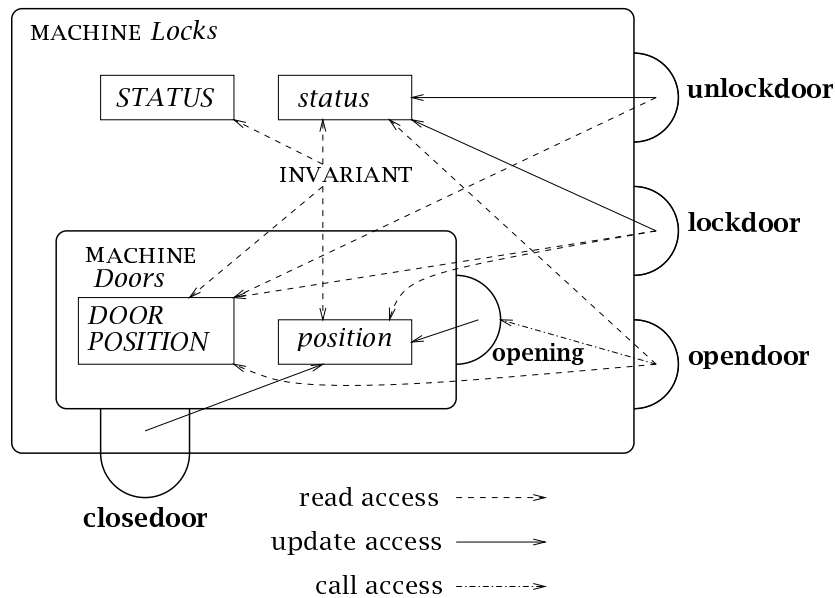 MACHINE Locks
STATUS
status
unlockdoor
INVARIANT
lockdoor
MACHINE
Doors
DOOR
POSITION
position
opening
opendoor
closedoor
read access
update access
call access